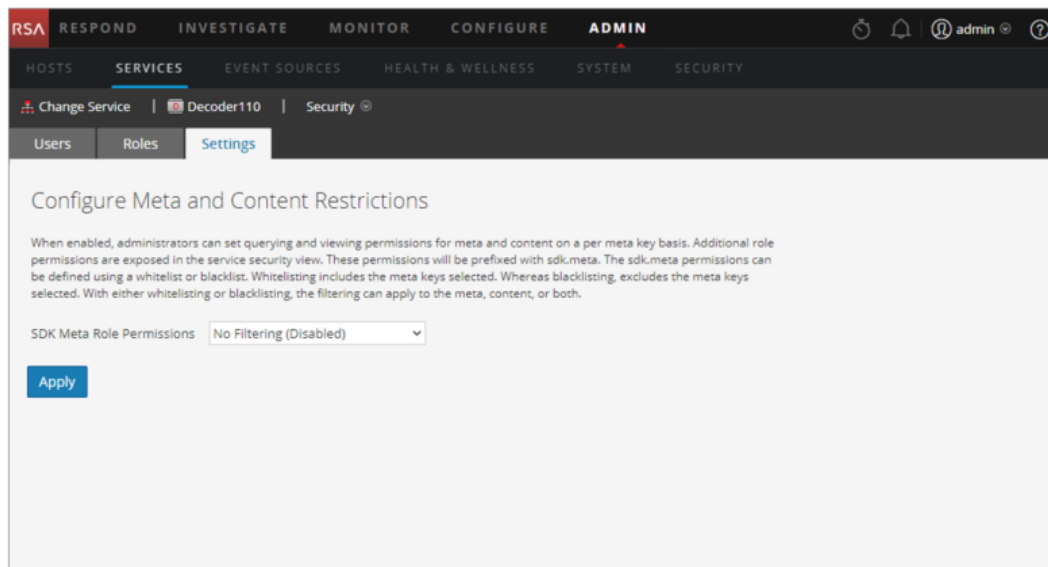 RSA RESPOND INVESTIGATE MONITOR CONFIGURE ADMIN admin ?
HOSTS SERVICES EVENT SOURCES HEALTH & WELLNESS SYSTEM SECURITY
Change Service | Decoder110 | Security
Users Roles Settings
Configure Meta and Content Restrictions
When enabled, administrators can set querying and viewing permissions for meta and content on a per meta key basis. Additional role
permissions are exposed in the service security view. These permissions will be prefixed with sdk.meta. The sdk.meta permissions can
be defined using a whitelist or blacklist. Whitelisting includes the meta keys selected. Whereas blacklisting, excludes the meta keys
selected. With either whitelisting or blacklisting, the filtering can apply to the meta, content, or both.
SDK Meta Role Permissions No Filtering (Disabled)
Apply